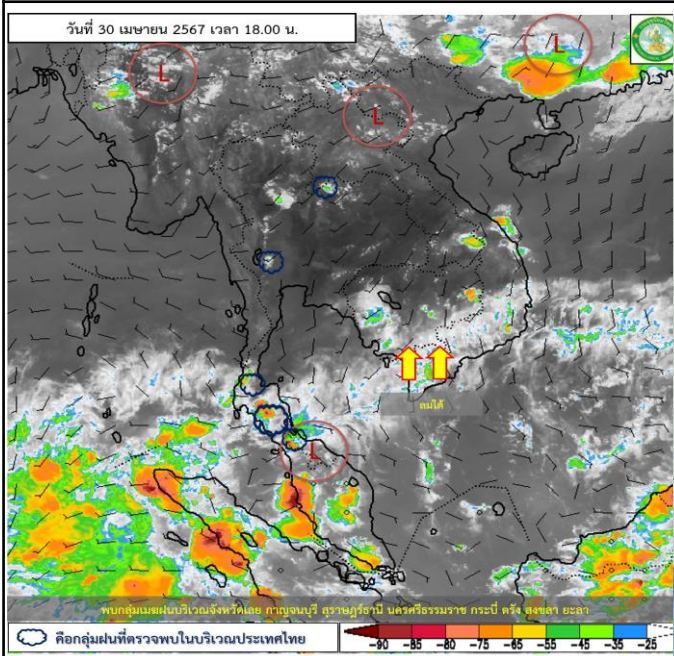 วันที่ 30 เมษายน 2567 เวลา 18.00 น.
L
L
L
ลมใต้
L
พบกลุ่มเมฆฝนบริเวณจังหวัดเลย กาญจนบุรี สุราษฎร์ธานี นครศรีธรรมราช กระบี่ ตรัง สงขลา ยะลา
คือกลุ่มฝนที่ตรวจพบในบริเวณประเทศไทย
-90 -85 -80 -75 -65 -55 -45 -35 -25